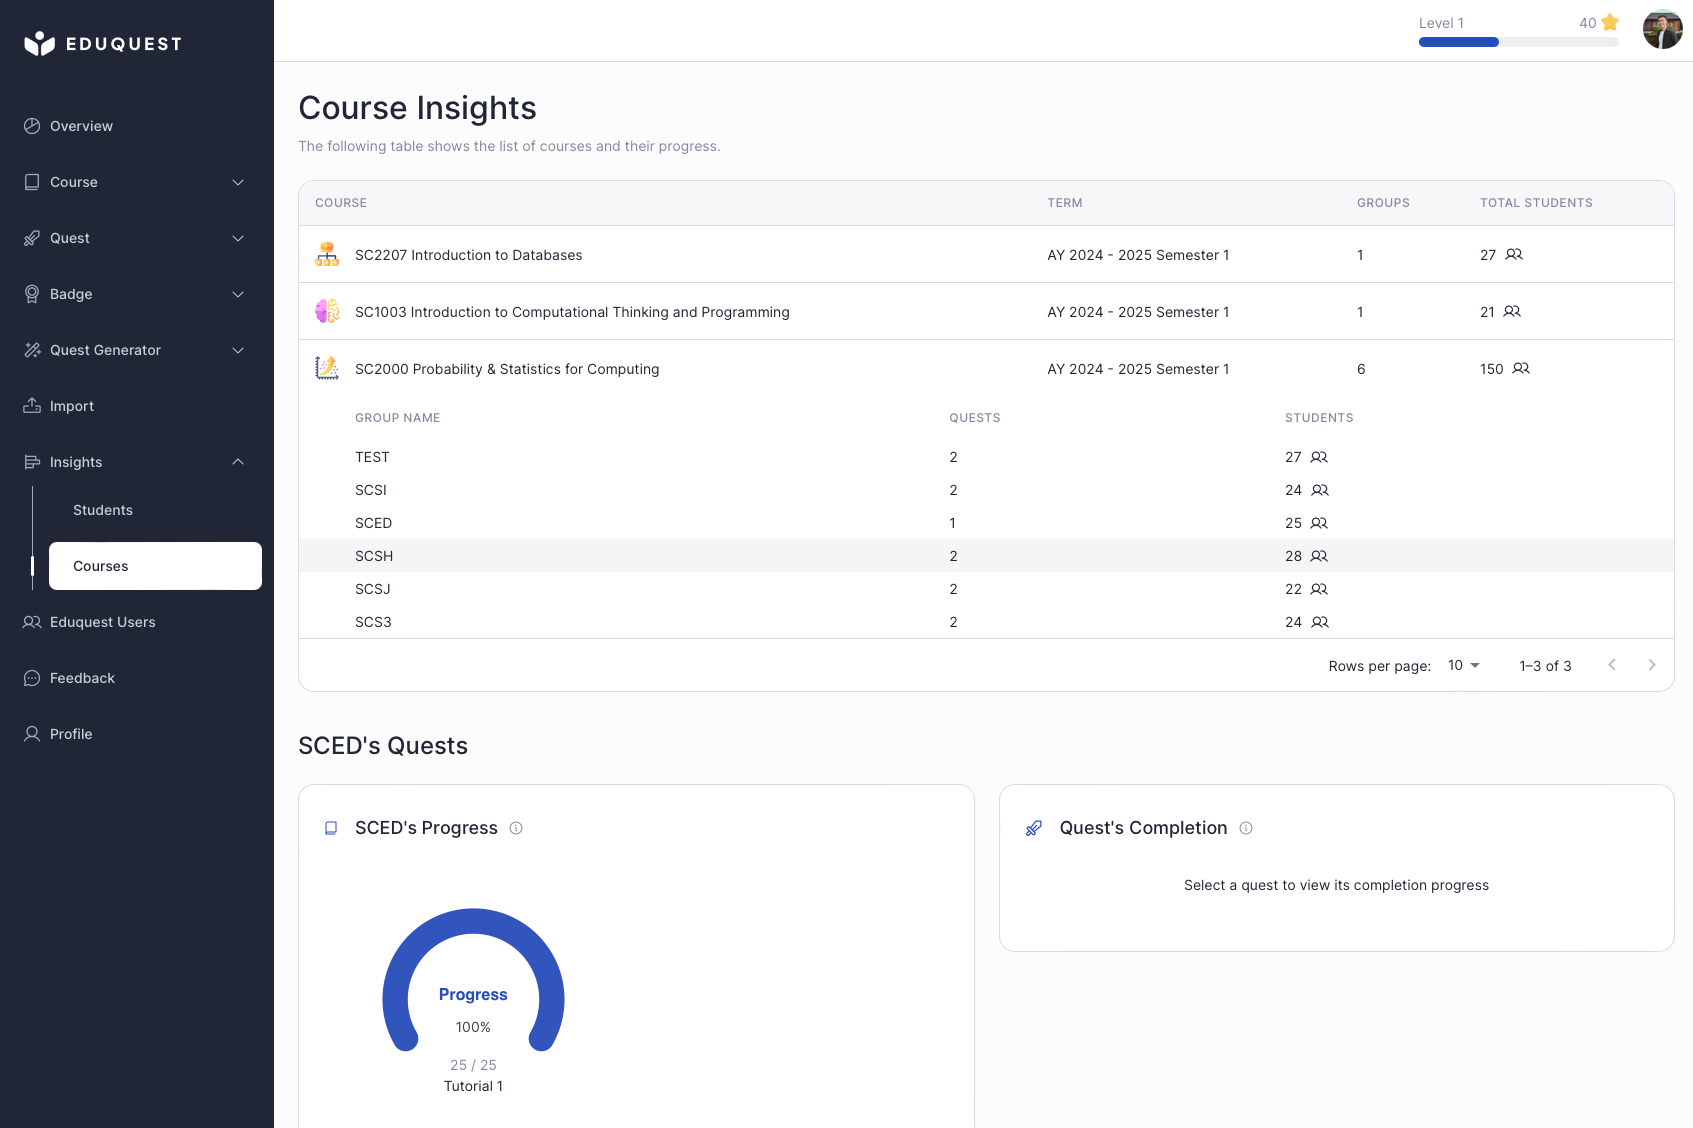 EDUQUEST
Level 1 40
Overview
Course
Quest
Badge
Quest Generator
Import
Insights
Students
Courses
Eduquest Users
Feedback
Profile
Course Insights
The following table shows the list of courses and their progress.
COURSE TERM GROUPS TOTAL STUDENTS
SC2207 Introduction to Databases AY 2024 - 2025 Semester 1 1 27
SC1003 Introduction to Computational Thinking and Programming AY 2024 - 2025 Semester 1 1 21
SC2000 Probability & Statistics for Computing AY 2024 - 2025 Semester 1 6 150
GROUP NAME QUESTS STUDENTS
TEST 2 27
SCSI 2 24
SCED 1 25
SCSH 2 28
SCSJ 2 22
SCS3 2 24
Rows per page: 10 1–3 of 3
SCED's Quests
SCED's Progress
Progress
100%
25 / 25
Tutorial 1
Quest's Completion
Select a quest to view its completion progress